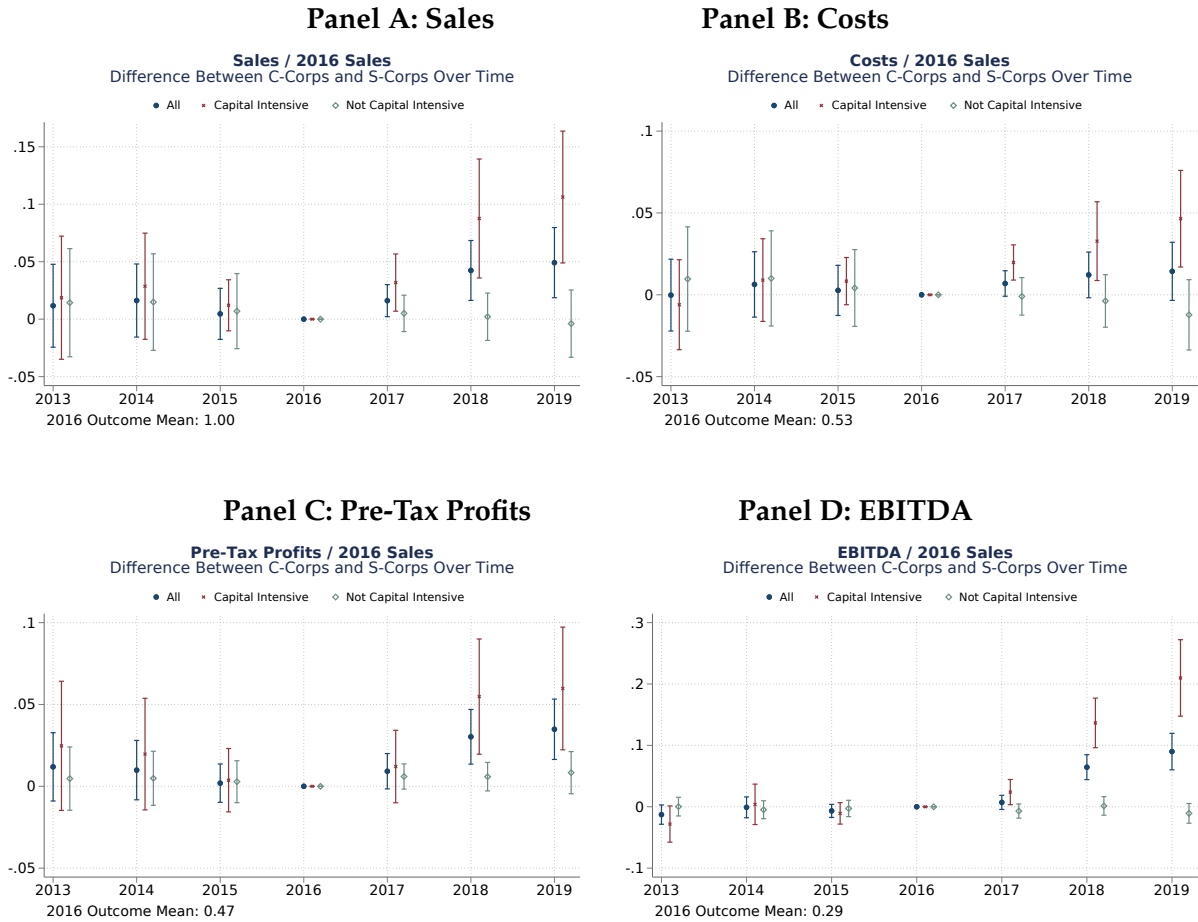 Panel A: Sales
Sales / 2016 Sales
Difference Between C-Corps and S-Corps Over Time
All Capital Intensive Not Capital Intensive
.15
.1
.05
0
-.05
2013 2014 2015 2016 2017 2018 2019
2016 Outcome Mean: 1.00
Panel B: Costs
Costs / 2016 Sales
Difference Between C-Corps and S-Corps Over Time
All Capital Intensive Not Capital Intensive
.1
.05
0
-.05
2013 2014 2015 2016 2017 2018 2019
2016 Outcome Mean: 0.53
Panel C: Pre-Tax Profits
Pre-Tax Profits / 2016 Sales
Difference Between C-Corps and S-Corps Over Time
All Capital Intensive Not Capital Intensive
.1
.05
0
-.05
2013 2014 2015 2016 2017 2018 2019
2016 Outcome Mean: 0.47
Panel D: EBITDA
EBITDA / 2016 Sales
Difference Between C-Corps and S-Corps Over Time
All Capital Intensive Not Capital Intensive
.3
.2
.1
0
-.1
2013 2014 2015 2016 2017 2018 2019
2016 Outcome Mean: 0.29